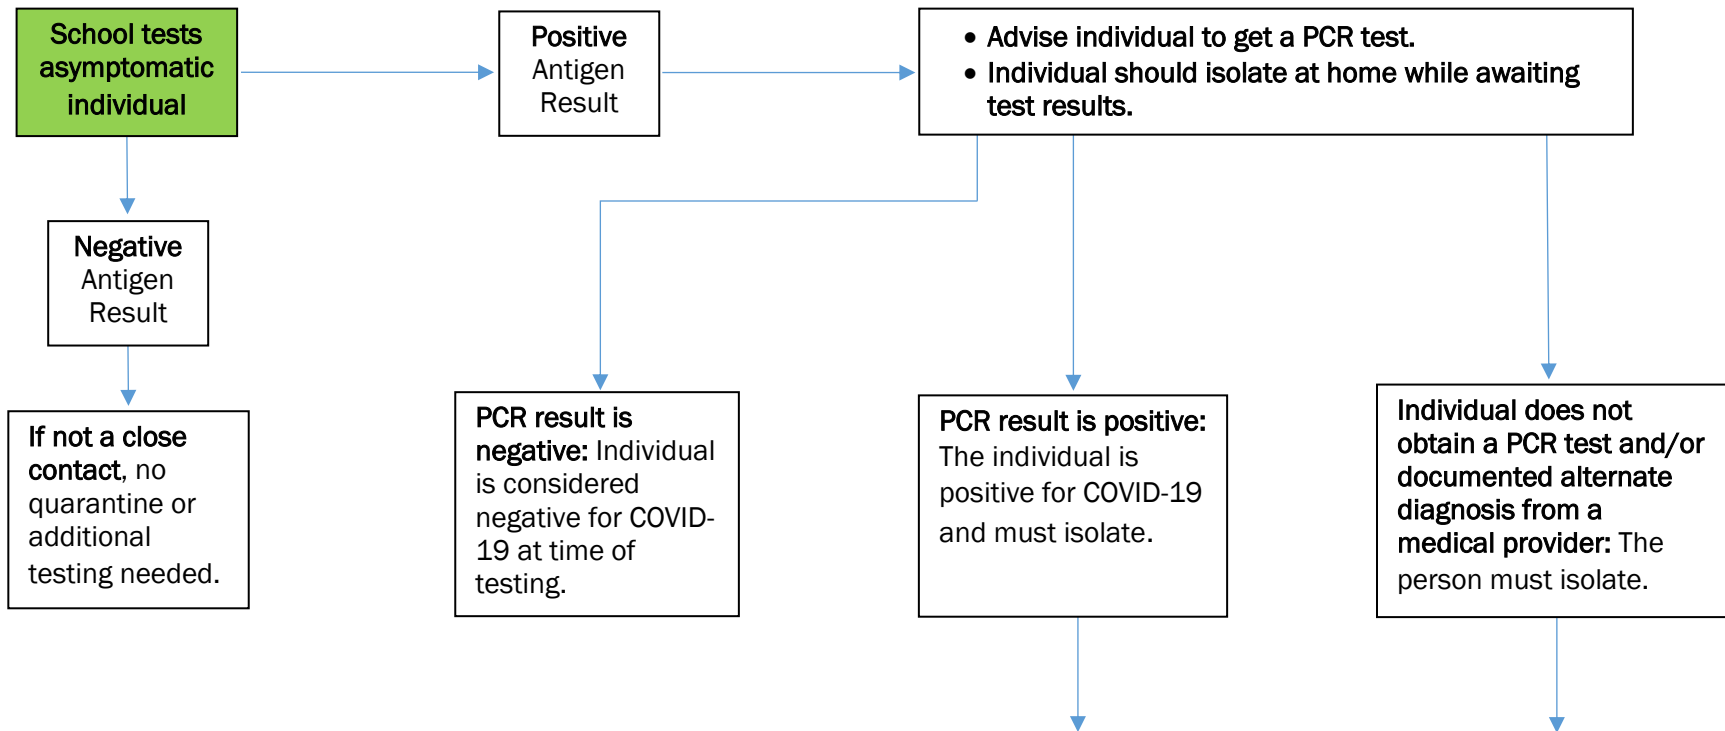 School tests
asymptomatic
individual
Positive
Antigen
Result
• Advise individual to get a PCR test.
• Individual should isolate at home while awaiting
test results.
Negative
Antigen
Result
If not a close
contact, no
quarantine or
additional
testing needed.
PCR result is
negative: Individual
is considered
negative for COVID-
19 at time of
testing.
PCR result is positive:
The individual is
positive for COVID-19
and must isolate.
Individual does not
obtain a PCR test and/or
documented alternate
diagnosis from a
medical provider: The
person must isolate.